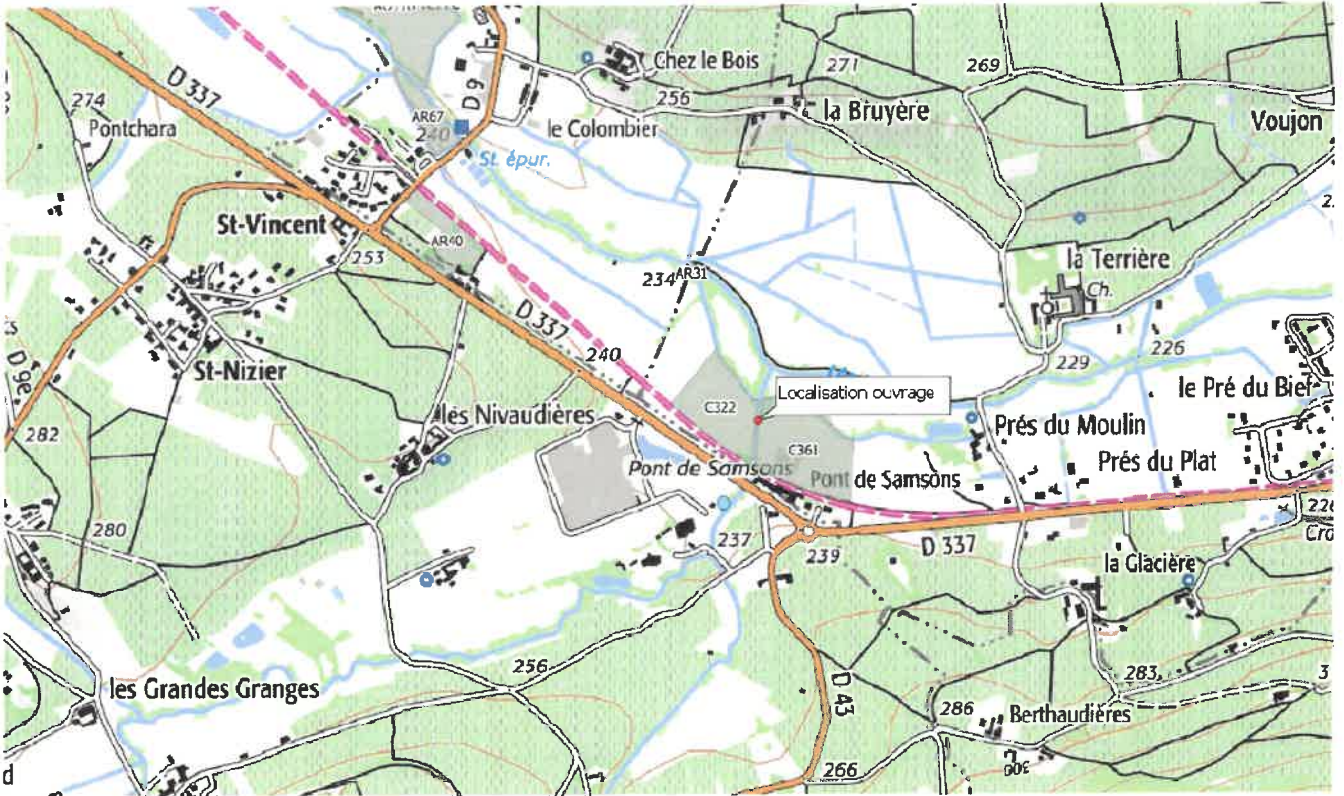 D 337
274
Pontchara
D 9
AR67
240
St. épur.
Chez le Bois
256
271
la Bruyère
269
Voujon
le Colombier
St-Vincent
253
AR40
234
AR31
la Terrière
Ch.
229
226
D 337
240
St-Nizier
les Nivaudières
282
C322
Localisation ouvrage
C361
le Pré du Bief
Prés du Moulin
Prés du Plat
Pont de Samsons
Pont de Samsons
280
237
239
D 337
la Glacière
les Grandes Granges
256
D 43
283
286
Berthaudières
266
300